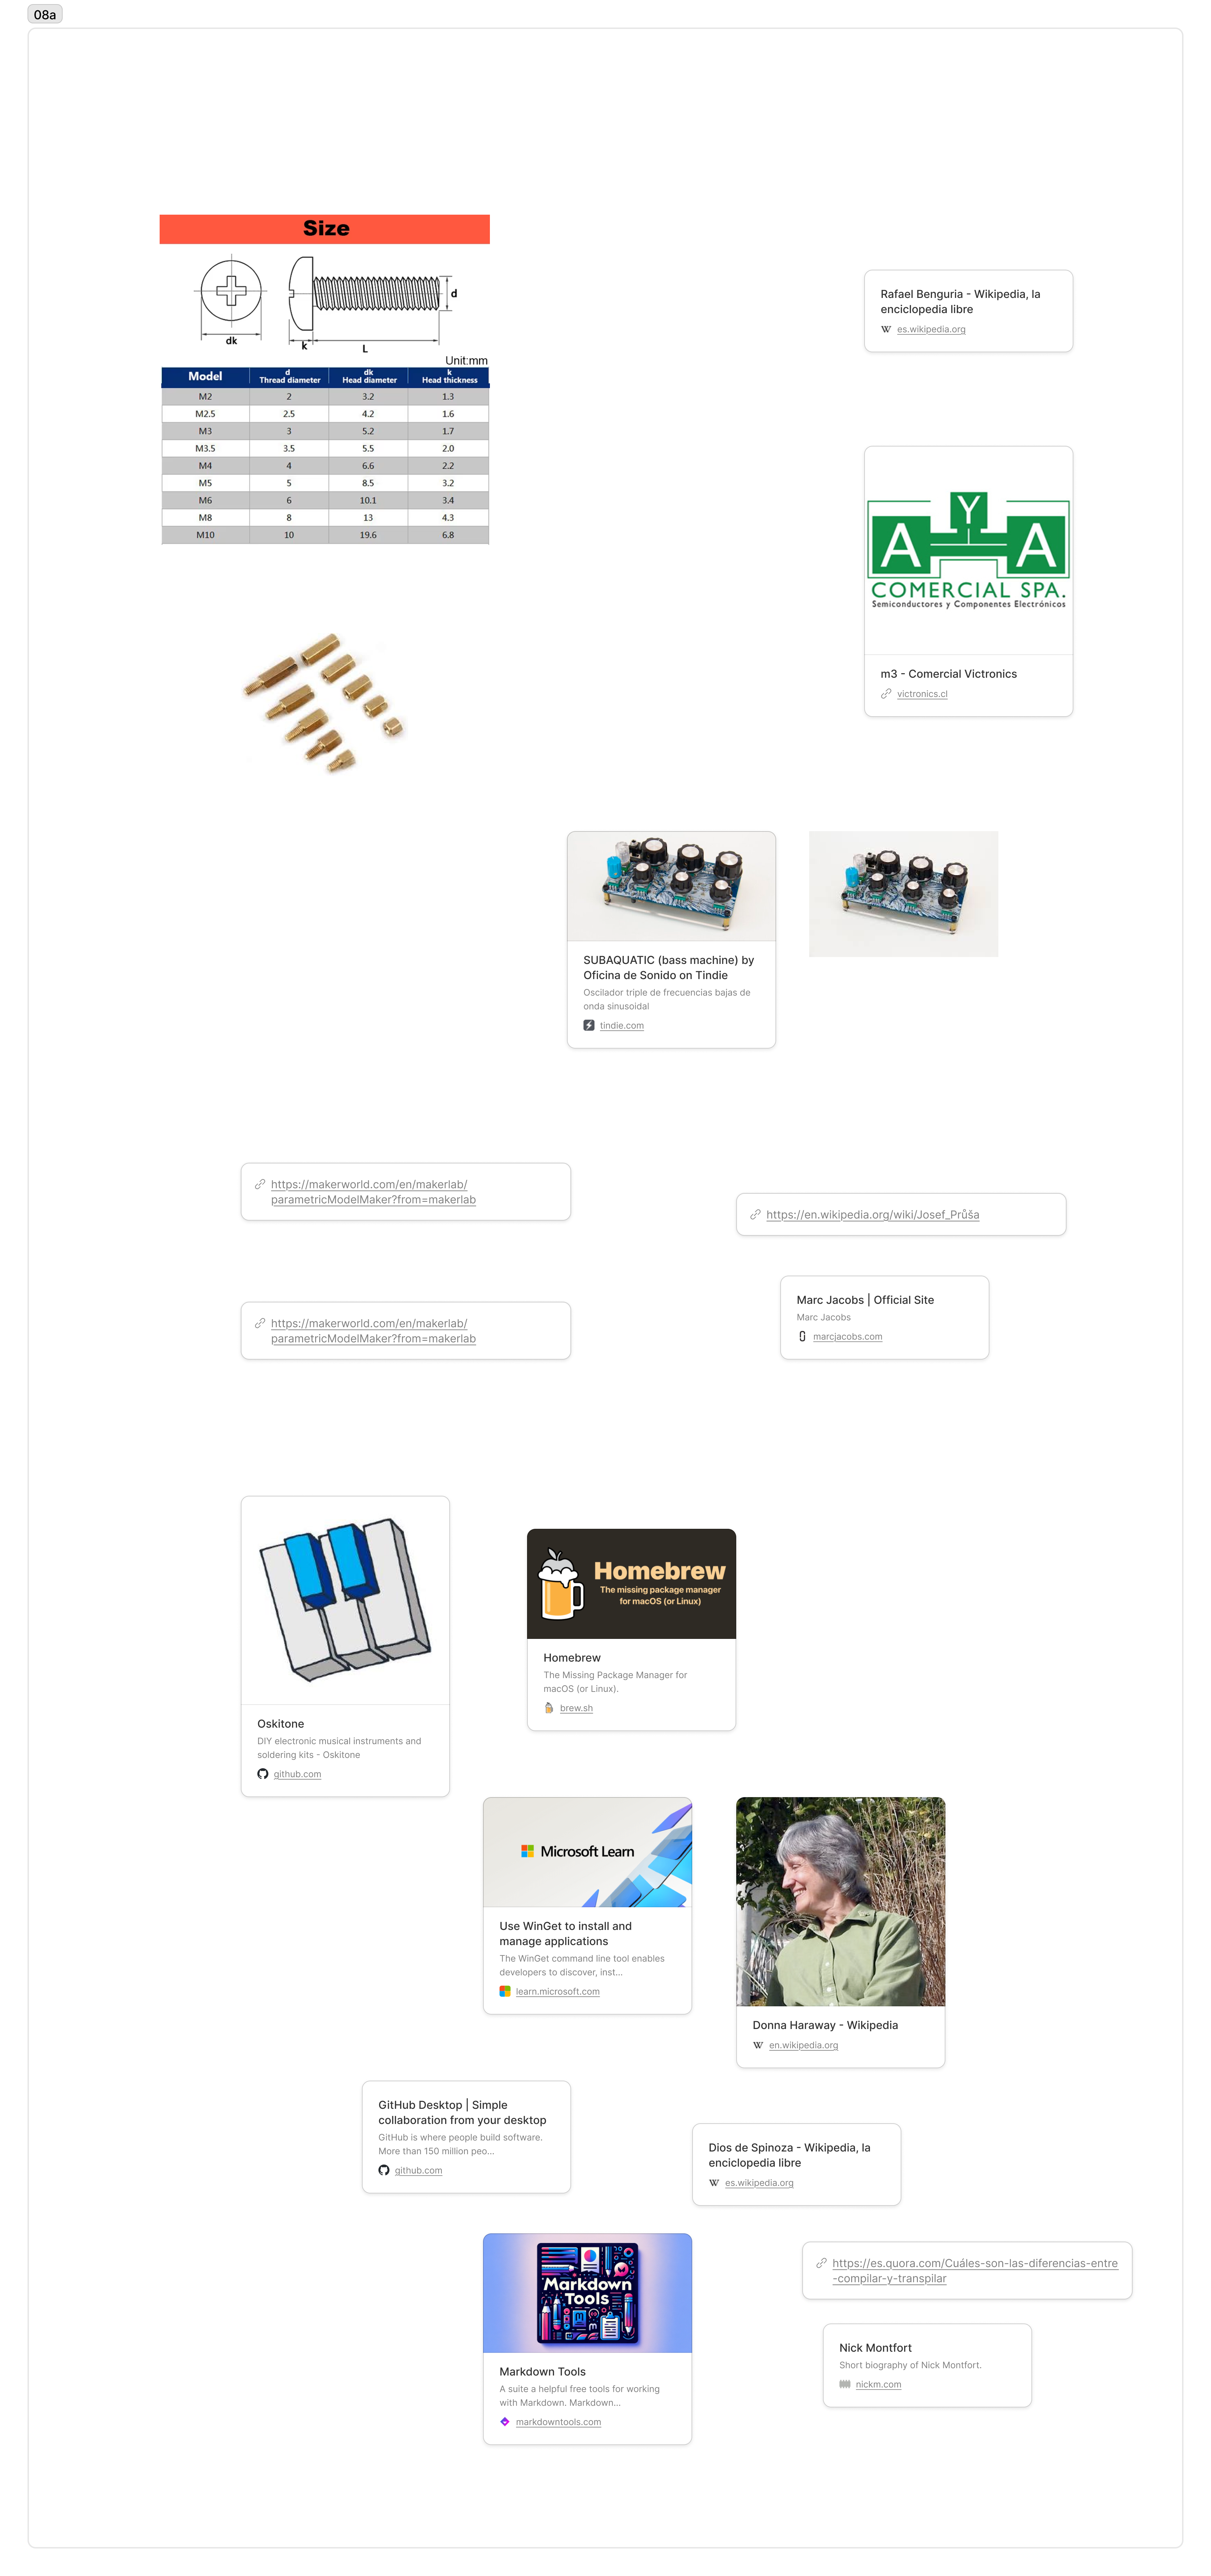 08a
Size
dk
k
L
d
Unit:mm
Model d Thread diameter dk Head diameter k Head thickness
M2 2 3.2 1.3
M2.5 2.5 4.2 1.6
M3 3 5.2 1.7
M3.5 3.5 5.5 2.0
M4 4 6.6 2.2
M5 5 8.5 3.2
M6 6 10.1 3.4
M8 8 13 4.3
M10 10 19.6 6.8
Rafael Benguria - Wikipedia, la
enciclopedia libre
W es.wikipedia.org
A Y A
COMERCIAL SPA.
Semiconductores y Componentes Electrónicos
m3 - Comercial Victronics
victronics.cl
SUBAQUATIC (bass machine) by
Oficina de Sonido on Tindie
Oscilador triple de frecuencias bajas de
onda sinusoidal
tindie.com
https://makerworld.com/en/makerlab/
parametricModelMaker?from=makerlab
https://en.wikipedia.org/wiki/Josef_Průša
https://makerworld.com/en/makerlab/
parametricModelMaker?from=makerlab
Marc Jacobs | Official Site
Marc Jacobs
marcjacobs.com
Oskitone
DIY electronic musical instruments and
soldering kits - Oskitone
github.com
Homebrew
The missing package manager
for macOS (or Linux)
Homebrew
The Missing Package Manager for
macOS (or Linux).
brew.sh
Microsoft Learn
Use WinGet to install and
manage applications
The WinGet command line tool enables
developers to discover, inst...
learn.microsoft.com
Donna Haraway - Wikipedia
W en.wikipedia.org
GitHub Desktop | Simple
collaboration from your desktop
GitHub is where people build software.
More than 150 million peo...
github.com
Dios de Spinoza - Wikipedia, la
enciclopedia libre
W es.wikipedia.org
Markdown
Tools
Markdown Tools
A suite a helpful free tools for working
with Markdown. Markdown...
markdowntools.com
https://es.quora.com/Cuáles-son-las-diferencias-entre
-compilar-y-transpilar
Nick Montfort
Short biography of Nick Montfort.
nickm.com